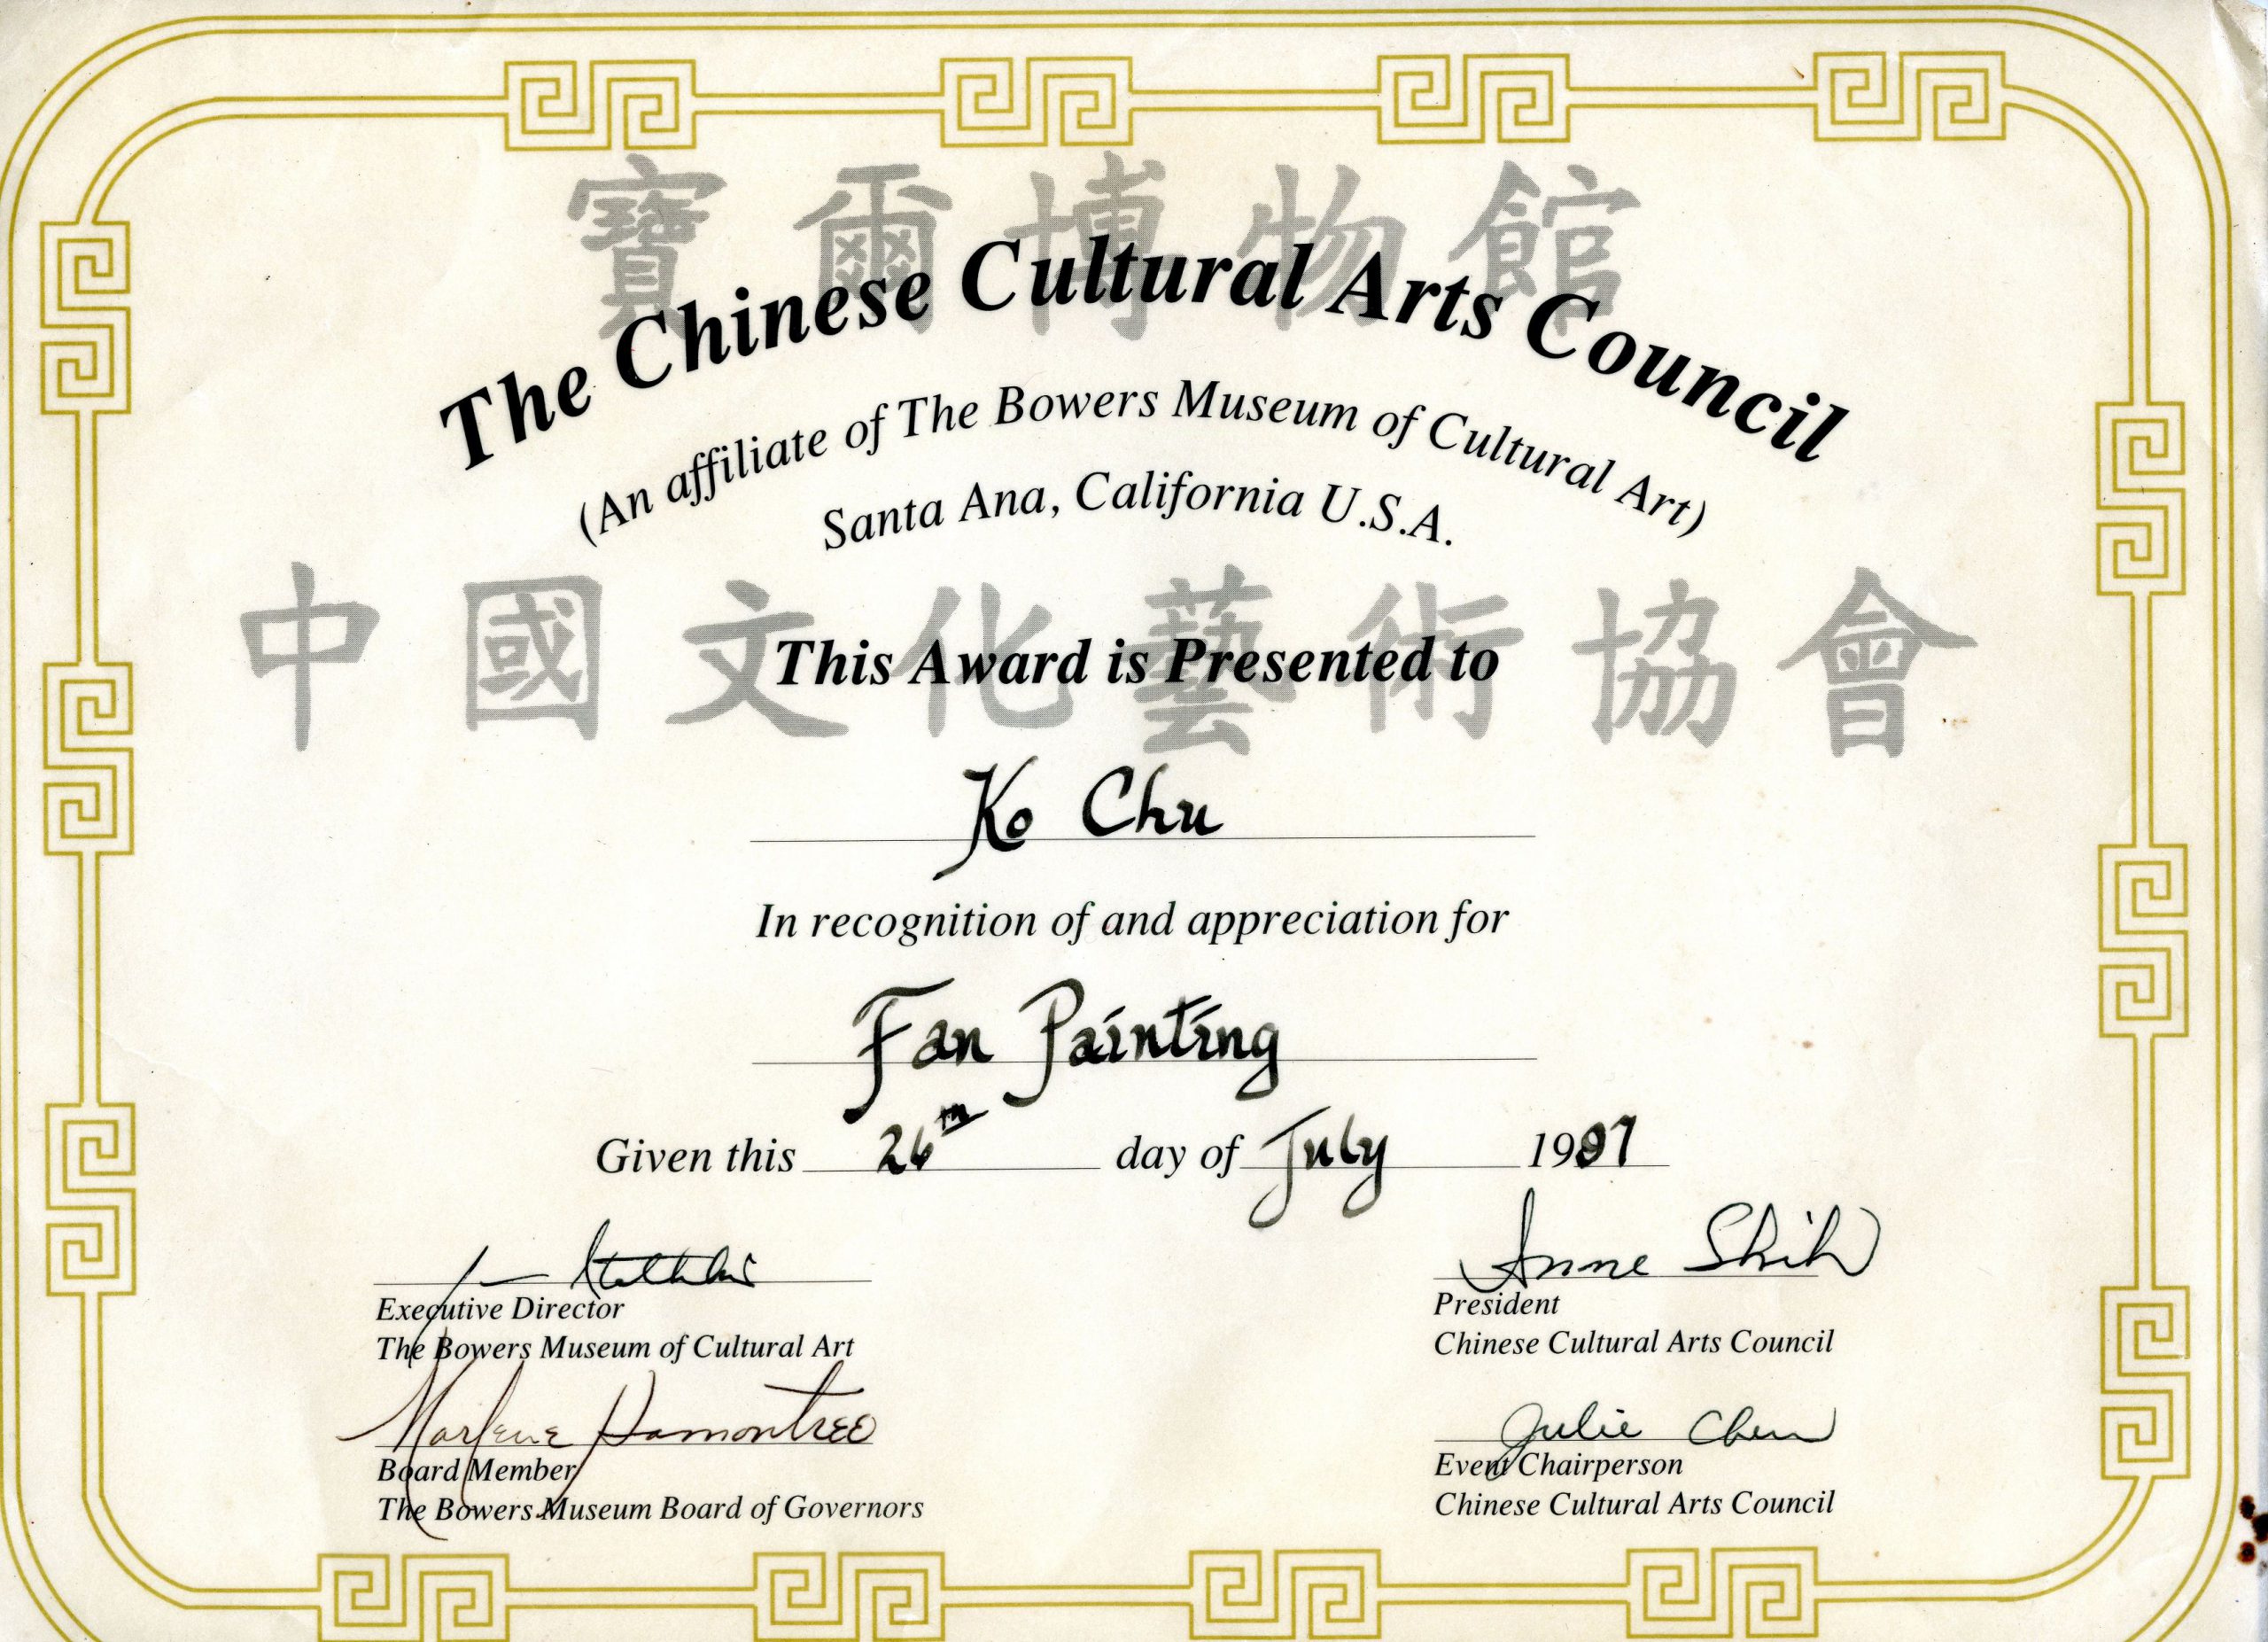 寶爾博物館
The Chinese Cultural Arts Council
(An affiliate of The Bowers Museum of Cultural Art)
Santa Ana, California U.S.A.
中國文化藝術協會
This Award is Presented to
Ko Chu
In recognition of and appreciation for
Fan Painting
Given this 26th day of July 1997
Executive Director
The Bowers Museum of Cultural Art
Anne Shih
President
Chinese Cultural Arts Council
Marlene
Board Member
The Bowers Museum Board of Governors
Julie Chen
Event Chairperson
Chinese Cultural Arts Council